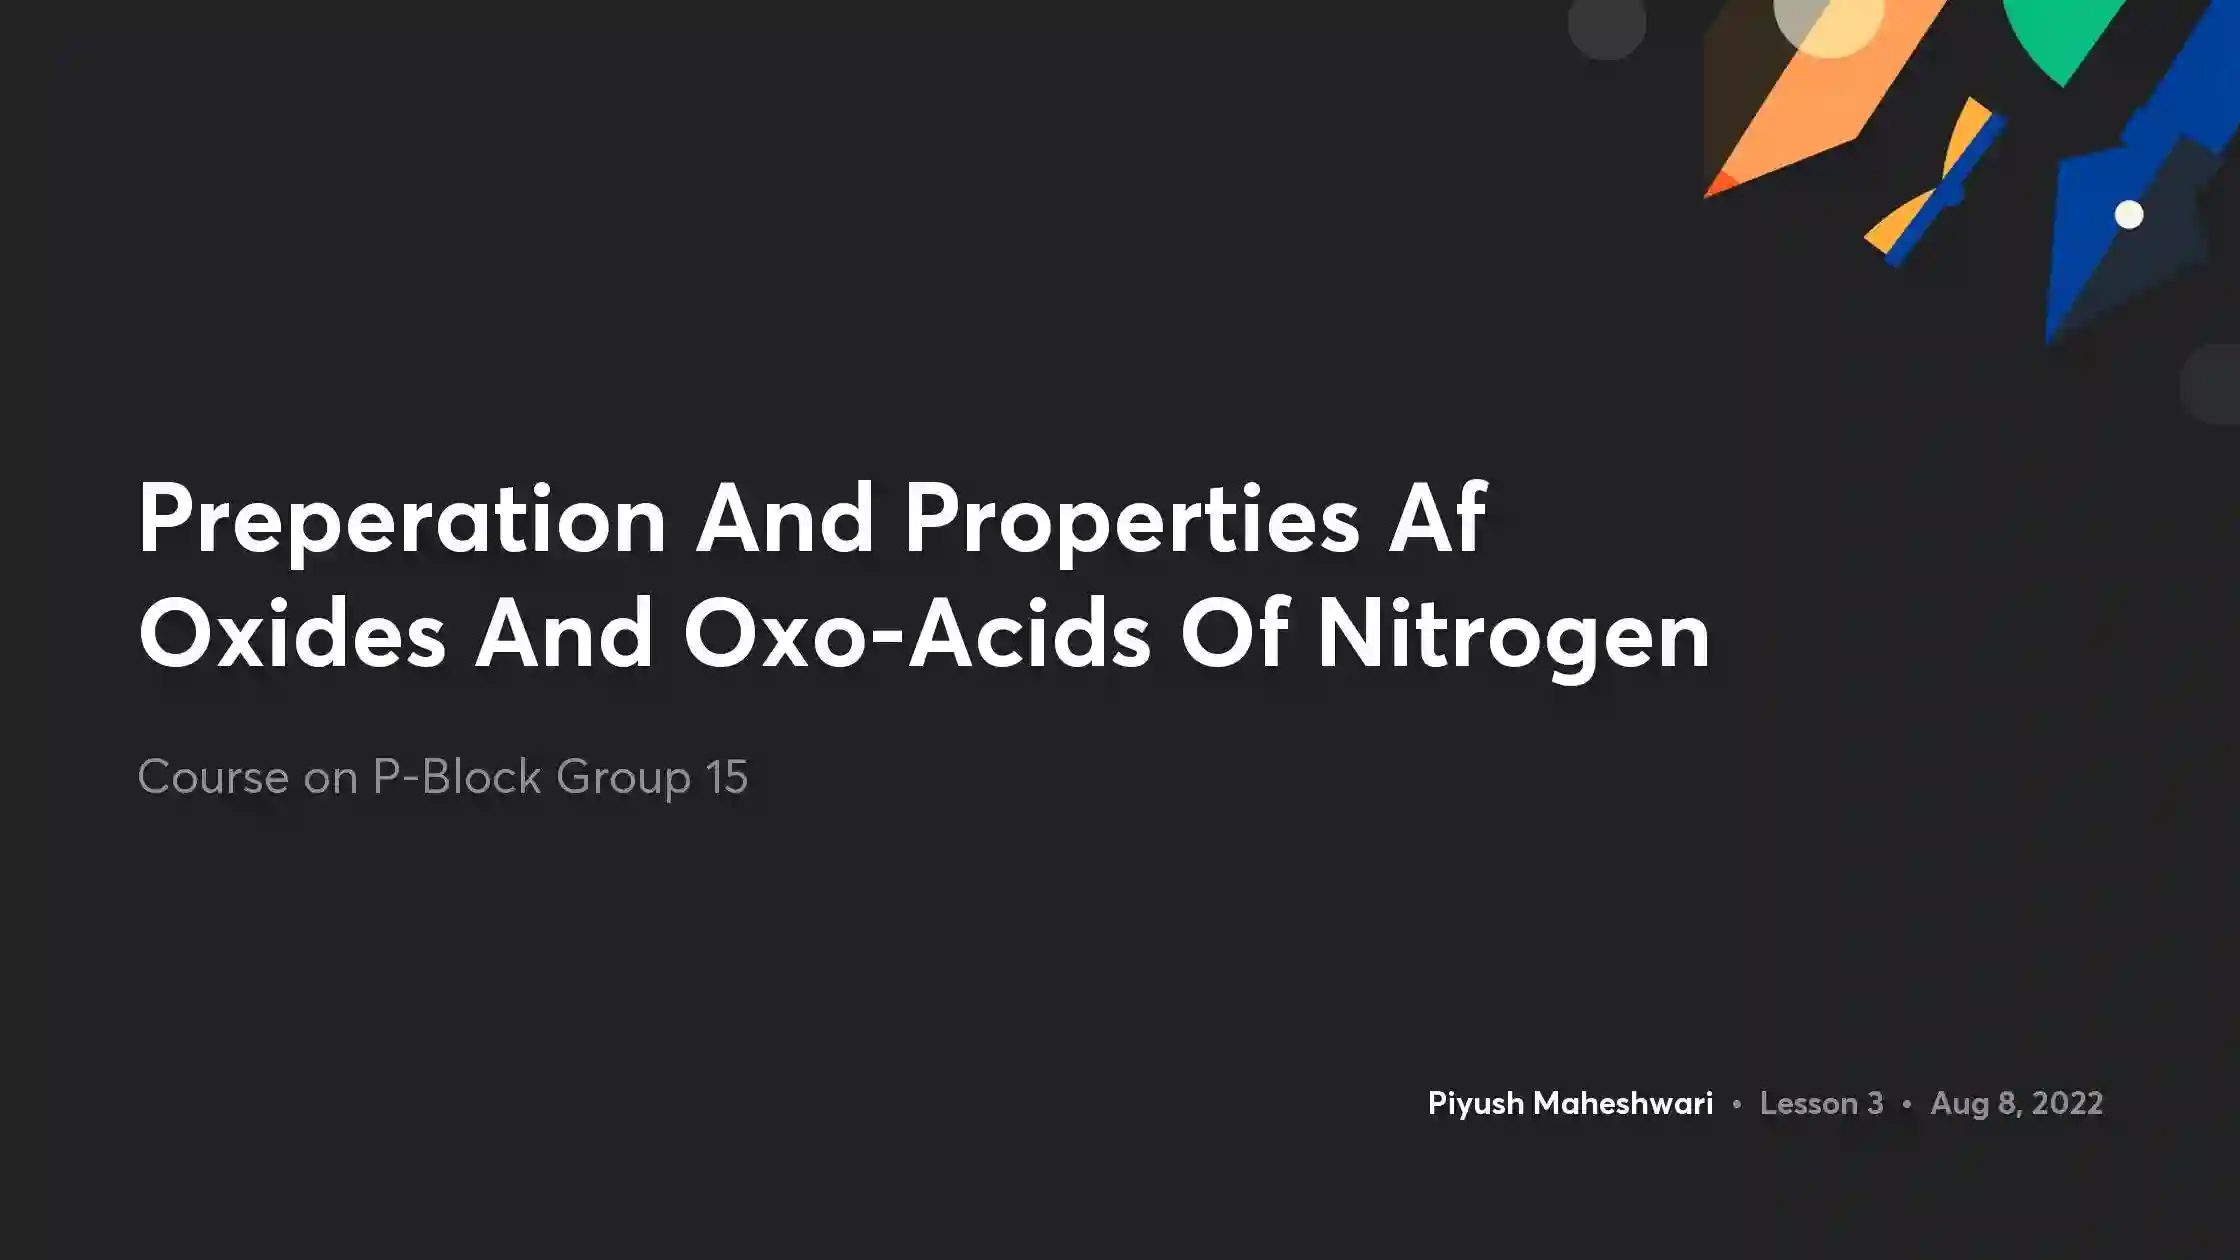 Preperation And Properties Af
Oxides And Oxo-Acids Of Nitrogen
Course on P-Block Group 15
Piyush Maheshwari • Lesson 3 • Aug 8, 2022